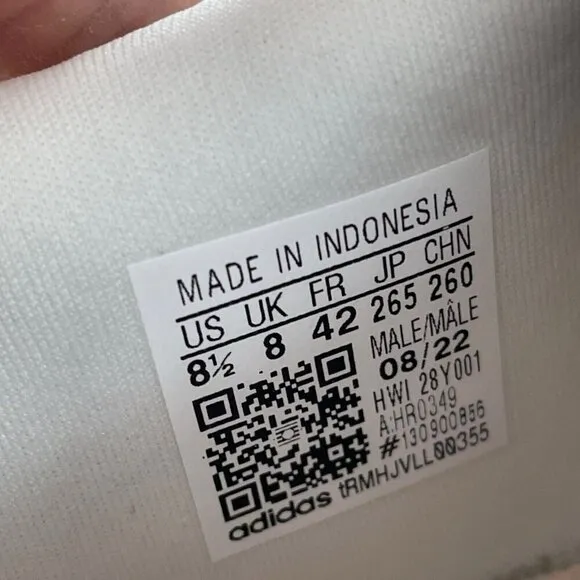 MADE IN INDONESIA
US UK FR JP CHN
8½ 8 42 265 260
MALE/MÂLE
08/22
HWI 28Y001
A:HR0349
#130900856
adidas tRMHJVLL00355